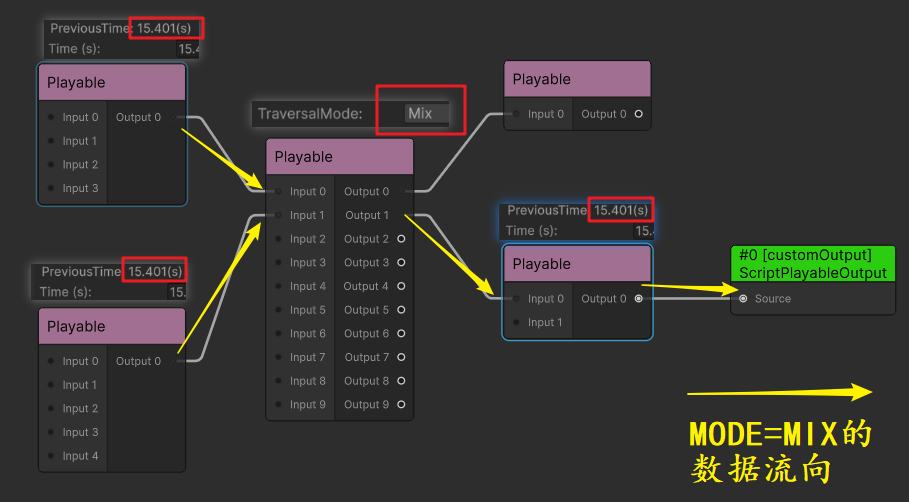 PreviousTime: 15.401(s)
Time (s):
Playable
Input 0 Output 0
Input 1
Input 2
Input 3
PreviousTime: 15.401(s)
Time (s):
Playable
Input 0 Output 0
Input 1
Input 2
Input 3
Input 4
TraversalMode: Mix
Playable
Input 0 Output 0
Input 1 Output 1
Input 2 Output 2
Input 3 Output 3
Input 4 Output 4
Input 5 Output 5
Input 6 Output 6
Input 7 Output 7
Input 8 Output 8
Input 9 Output 9
Playable
Input 0 Output 0
PreviousTime 15.401(s)
Time (s):
Playable
Input 0 Output 0
Input 1
#0 [customOutput]
ScriptPlayableOutput
Source
MODE=MIX的
数据流向